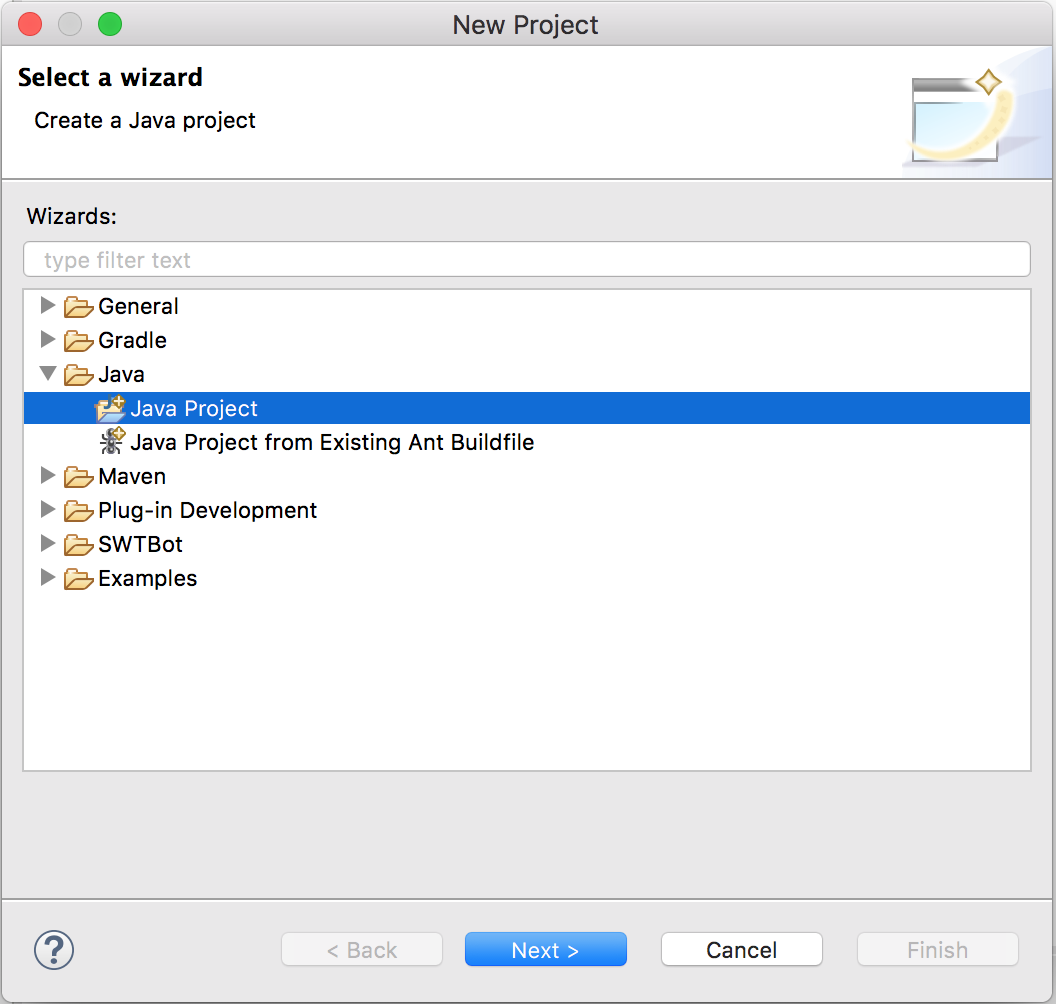 New Project
Select a wizard
Create a Java project
Wizards:
type filter text
General
Gradle
Java
Java Project
Java Project from Existing Ant Buildfile
Maven
Plug-in Development
SWTBot
Examples
?
< Back
Next >
Cancel
Finish